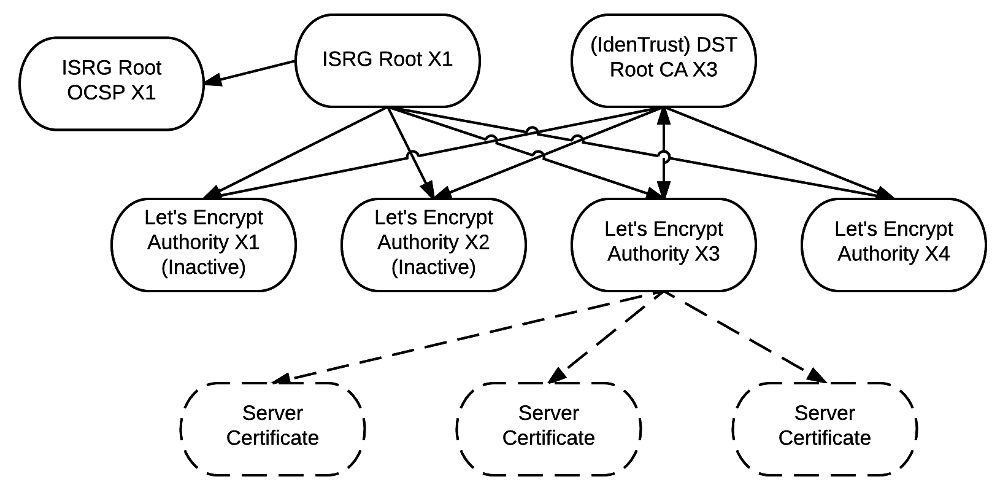 ISRG Root
OCSP X1
ISRG Root X1
(IdenTrust) DST
Root CA X3
Let's Encrypt
Authority X1
(Inactive)
Let's Encrypt
Authority X2
(Inactive)
Let's Encrypt
Authority X3
Let's Encrypt
Authority X4
Server
Certificate
Server
Certificate
Server
Certificate